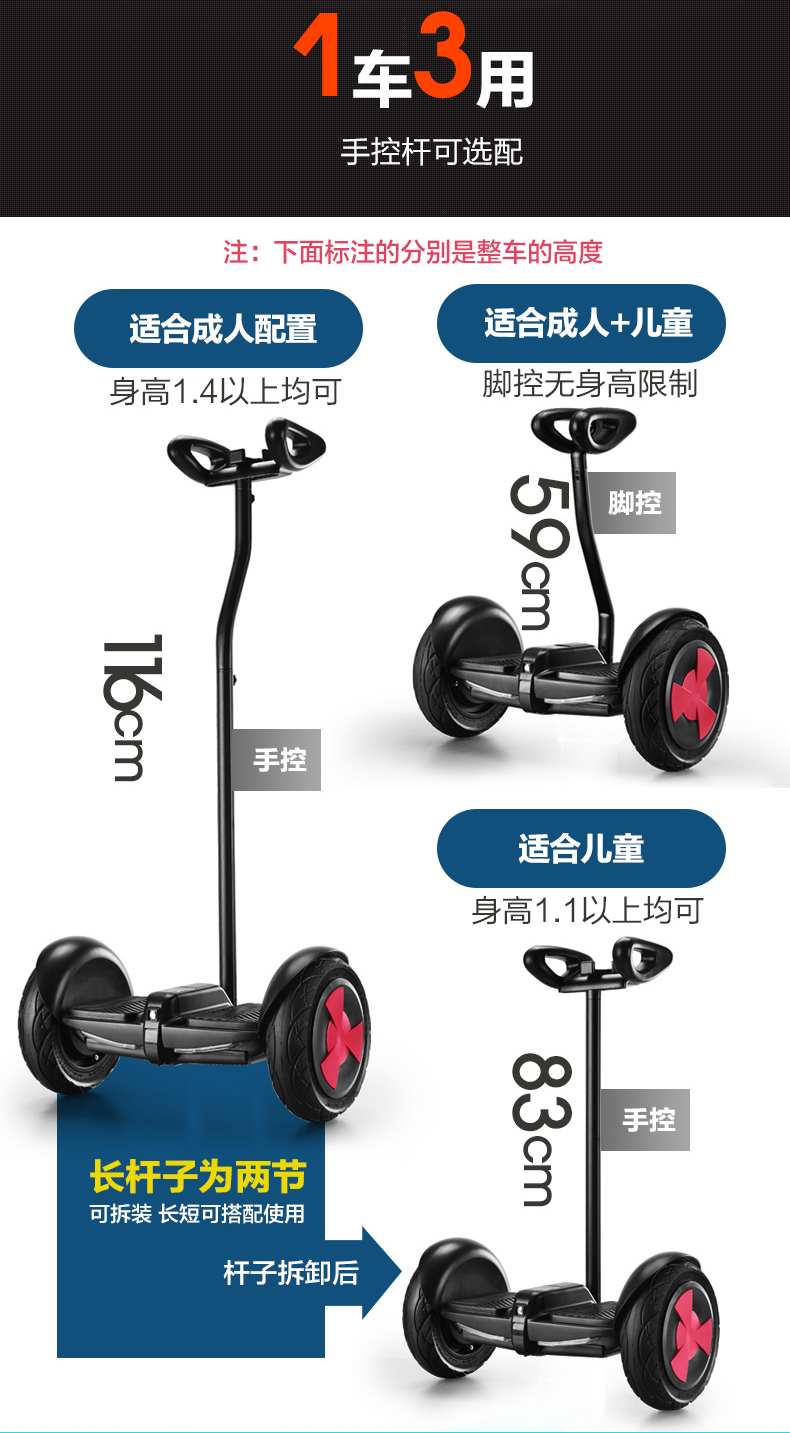 1车3用
手控杆可选配
注：下面标注的分别是整车的高度
适合成人配置
身高1.4以上均可
116cm
手控
适合成人+儿童
脚控无身高限制
59cm
脚控
长杆子为两节
可拆装 长短可搭配使用
杆子拆卸后
适合儿童
身高1.1以上均可
83cm
手控